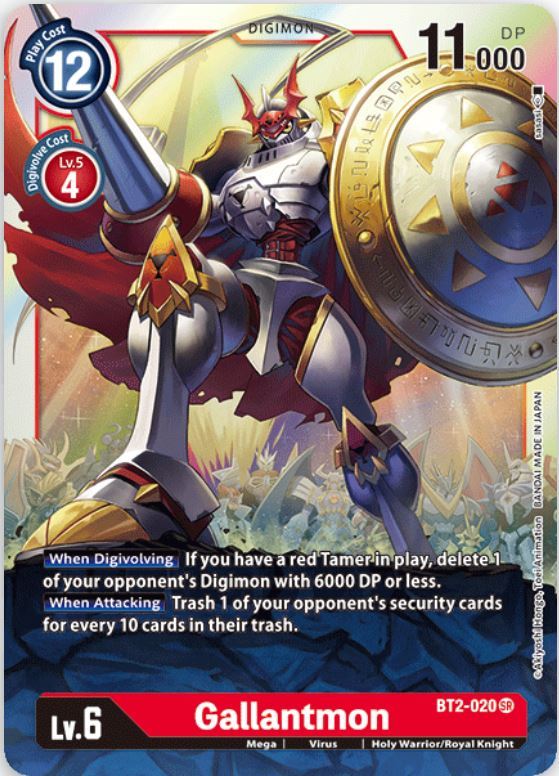 DIGIMON
Play Cost
12
DP
11000
Digivolve Cost
Lv.5
4
sasasi
When Digivolving If you have a red Tamer in play, delete 1
of your opponent's Digimon with 6000 DP or less.
When Attacking Trash 1 of your opponent's security cards
for every 10 cards in their trash.
©Akiyoshi Hongo, Toei Animation BANDAI MADE IN JAPAN
BT2-020 SR
Lv.6
Gallantmon
Mega | Virus | Holy Warrior/Royal Knight